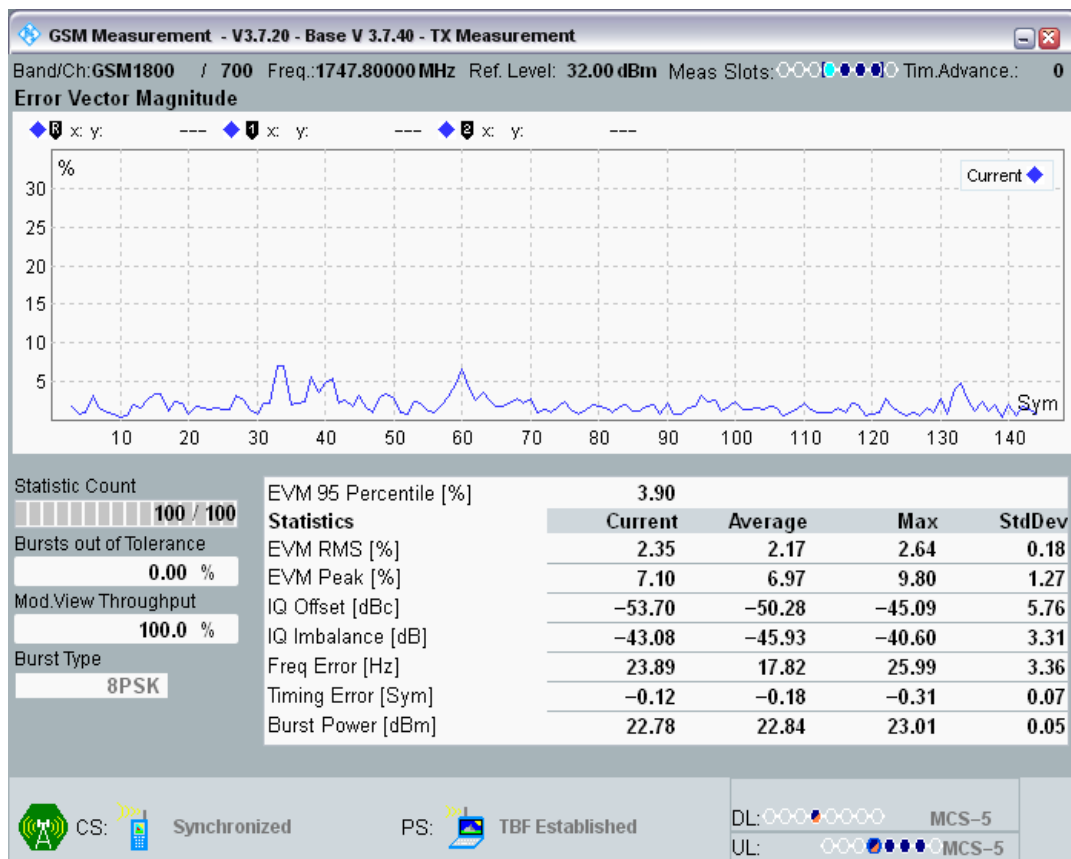 GSM Measurement - V3.7.20 - Base V 3.7.40 - TX Measurement
Band/Ch:GSM1800 / 700 Freq.:1747.80000 MHz Ref. Level: 32.00 dBm Meas Slots: Tim.Advance.: 0
Error Vector Magnitude
R x: y: --- 1 x: y: --- 2 x: y: ---
%
Current
30
25
20
15
10
5
Sym
10 20 30 40 50 60 70 80 90 100 110 120 130 140
Statistic Count
100 / 100
Bursts out of Tolerance
0.00 %
Mod.View Throughput
100.0 %
Burst Type
8PSK
EVM 95 Percentile [%] 3.90
Statistics Current Average Max StdDev
EVM RMS [%] 2.35 2.17 2.64 0.18
EVM Peak [%] 7.10 6.97 9.80 1.27
IQ Offset [dBc] −53.70 −50.28 −45.09 5.76
IQ Imbalance [dB] −43.08 −45.93 −40.60 3.31
Freq Error [Hz] 23.89 17.82 25.99 3.36
Timing Error [Sym] −0.12 −0.18 −0.31 0.07
Burst Power [dBm] 22.78 22.84 23.01 0.05
CS: Synchronized PS: TBF Established
DL: MCS−5
UL: MCS−5